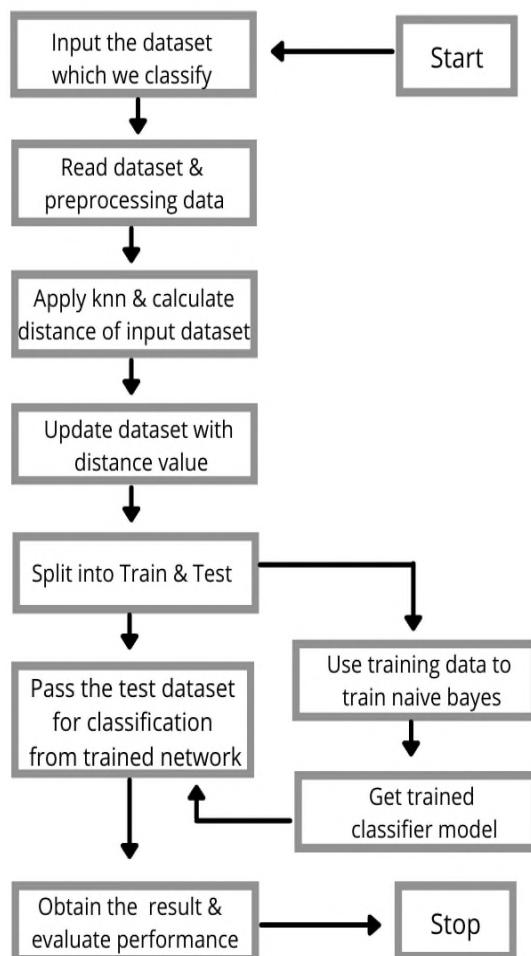 Start
Input the dataset
which we classify
Read dataset &
preprocessing data
Apply knn & calculate
distance of input dataset
Update dataset with
distance value
Split into Train & Test
Use training data to
train naive bayes
Get trained
classifier model
Pass the test dataset
for classification
from trained network
Obtain the result &
evaluate performance
Stop